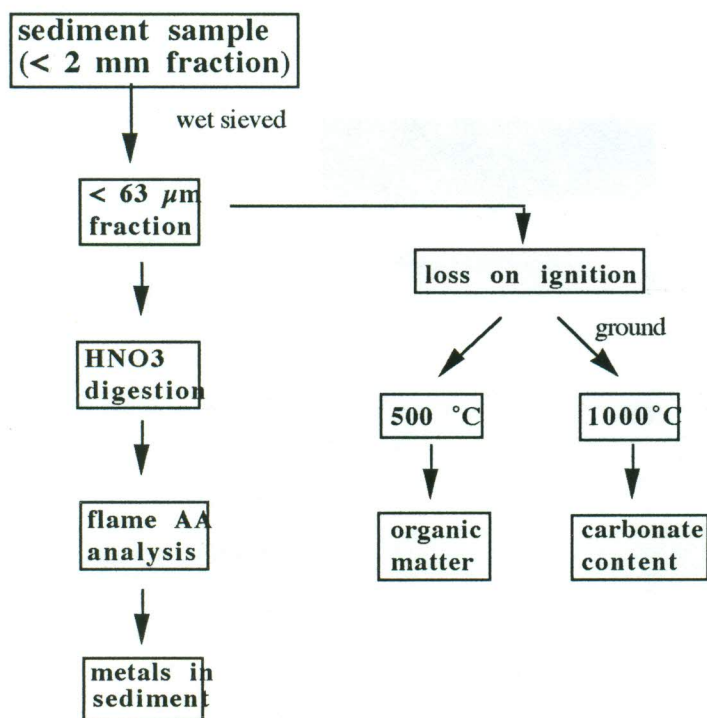 sediment sample
(< 2 mm fraction)
wet sieved
< 63 µm
fraction
loss on ignition
ground
HNO3
digestion
500 °C
1000°C
flame AA
analysis
organic
matter
carbonate
content
metals in
sediment